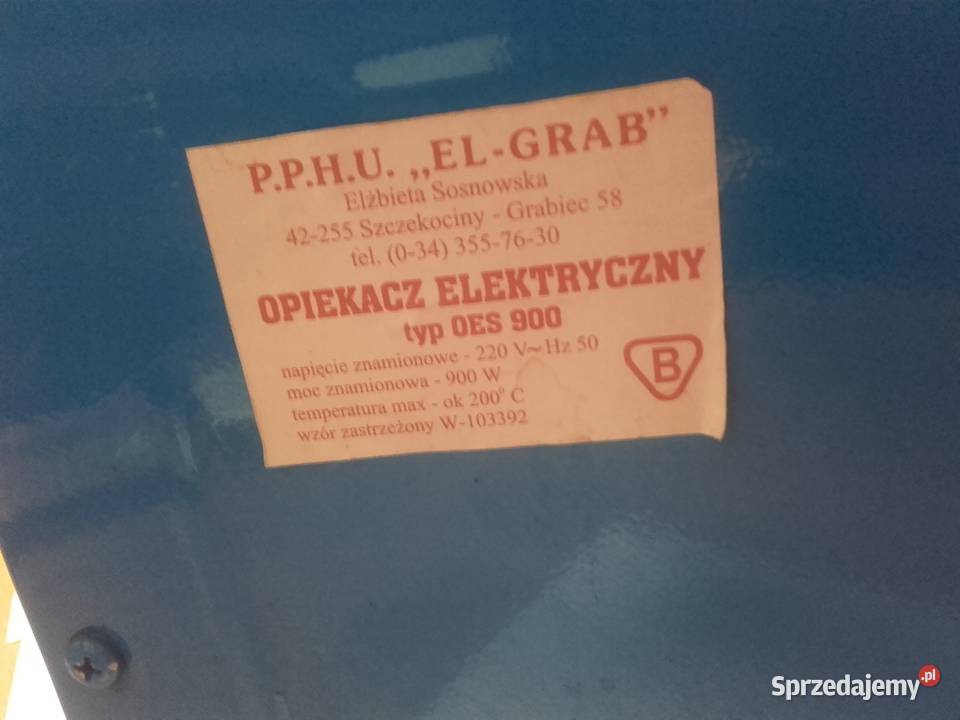 P.P.H.U. „EL-GRAB”
Elżbieta Sosnowska
42-255 Szczekociny - Grabiec 58
tel. (0-34) 355-76-30
OPIEKACZ ELEKTRYCZNY
typ OES 900
napięcie znamionowe - 220 V~ Hz 50
moc znamionowa - 900 W
temperatura max - ok 200° C
wzór zastrzeżony W-103392
B
Sprzedajemy.pl